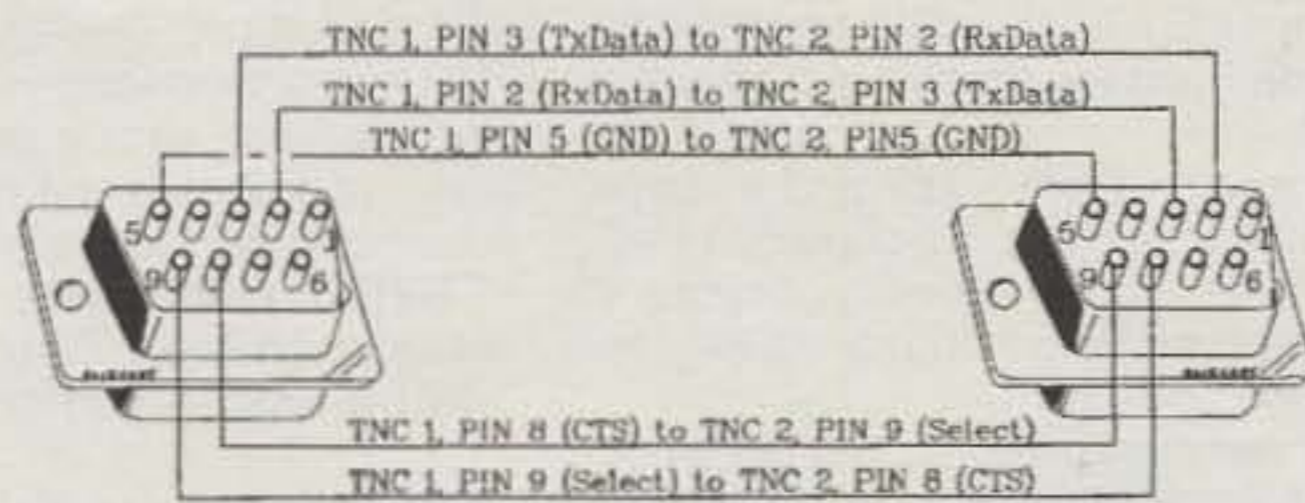 TNC 1, PIN 3 (TxData) to TNC 2, PIN 2 (RxData)
TNC 1, PIN 2 (RxData) to TNC 2, PIN 3 (TxData)
TNC 1, PIN 5 (GND) to TNC 2, PIN5 (GND)
5 1 5 1
9 6 9 6
TNC 1, PIN 8 (CTS) to TNC 2, PIN 9 (Select)
TNC 1, PIN 9 (Select) to TNC 2, PIN 8 (CTS)